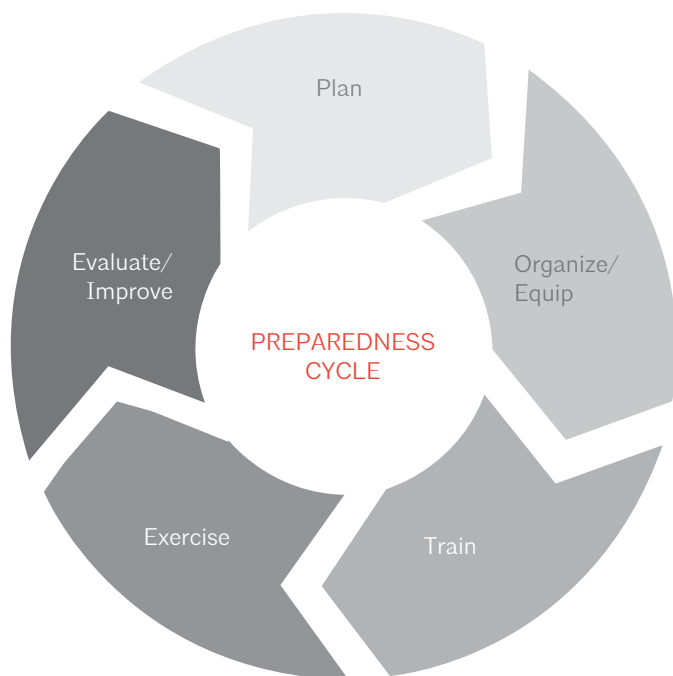 Plan
Organize/
Equip
Train
Exercise
Evaluate/
Improve
PREPAREDNESS
CYCLE